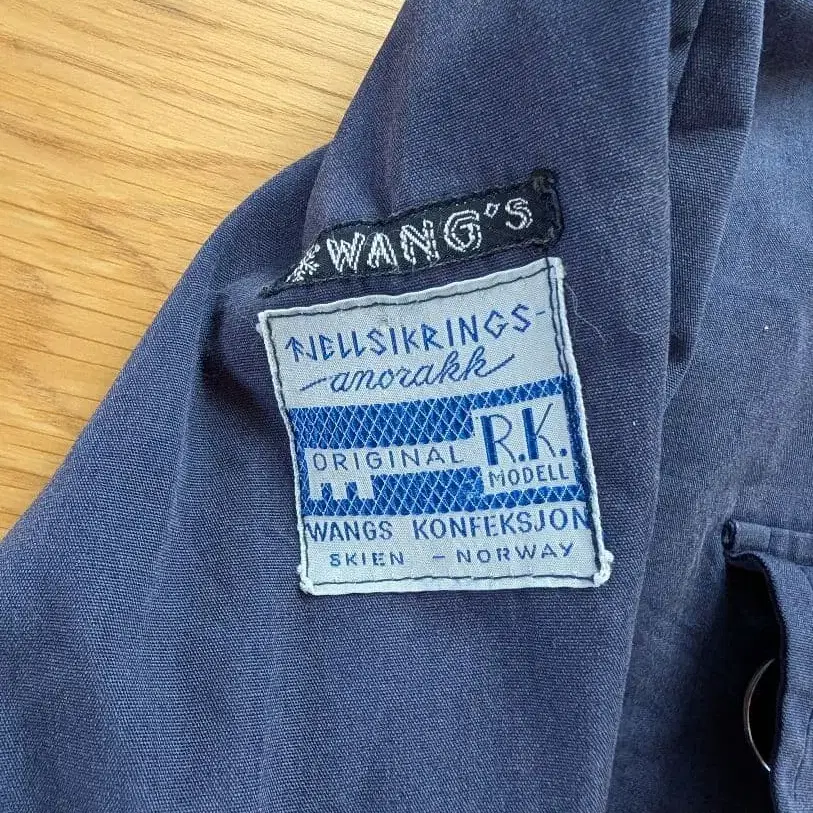 WANG'S
FJELLSIKRINGS-
-anorakk-
ORIGINAL R.K.
MODELL
WANGS KONFEKSJON
SKIEN - NORWAY